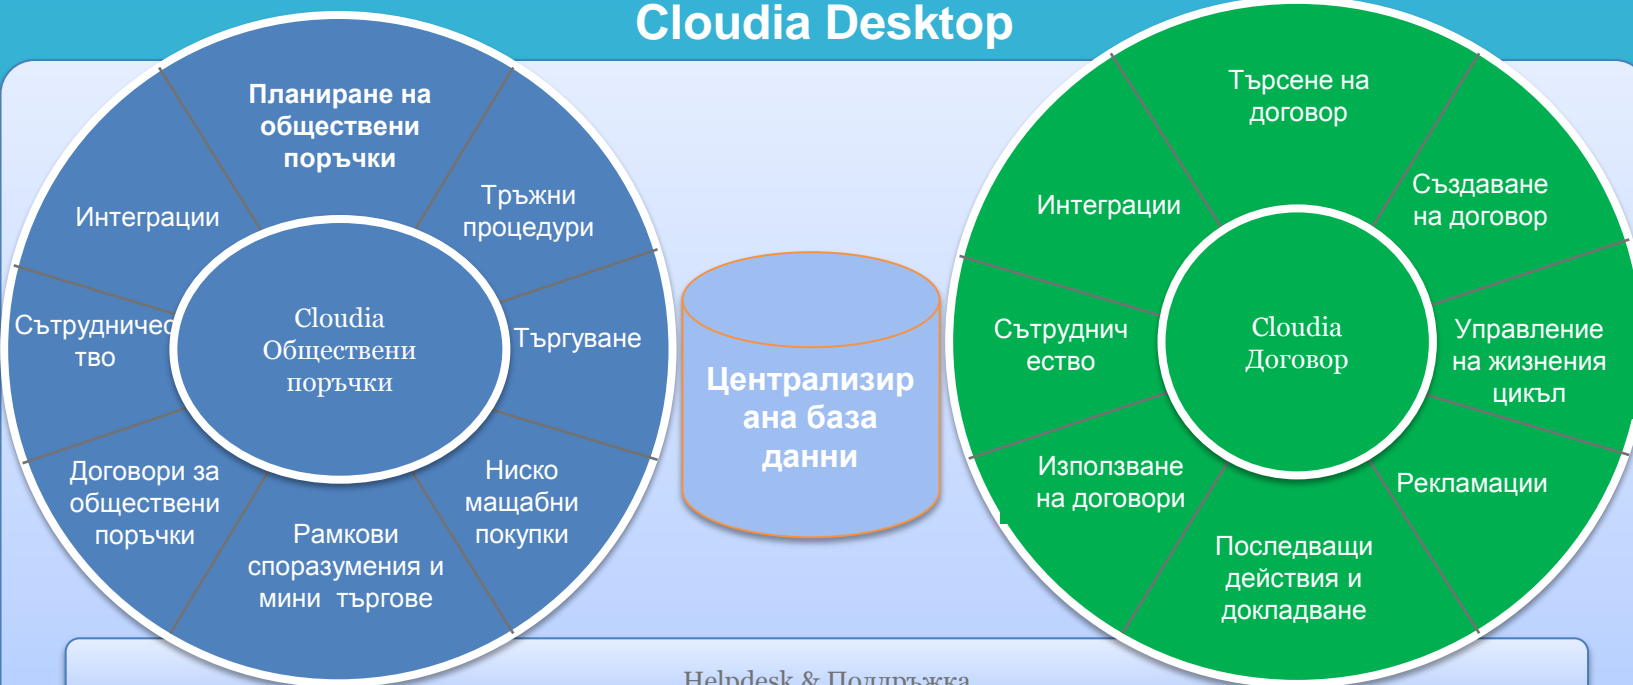 Cloudia Desktop
Планиране на
обществени
поръчки
Тръжни
процедури
Търгуване
Ниско
мащабни
покупки
Рамкови
споразумения и
мини търгове
Договори за
обществени
поръчки
Сътрудничес
тво
Интеграции
Cloudia
Обществени
поръчки
Централизир
ана база
данни
Търсене на
договор
Създаване
на договор
Управление
на жизнения
цикъл
Рекламации
Последващи
действия и
докладване
Използване
на договори
Сътруднич
ество
Интеграции
Cloudia
Договор
Helpdesk & Поддръжка